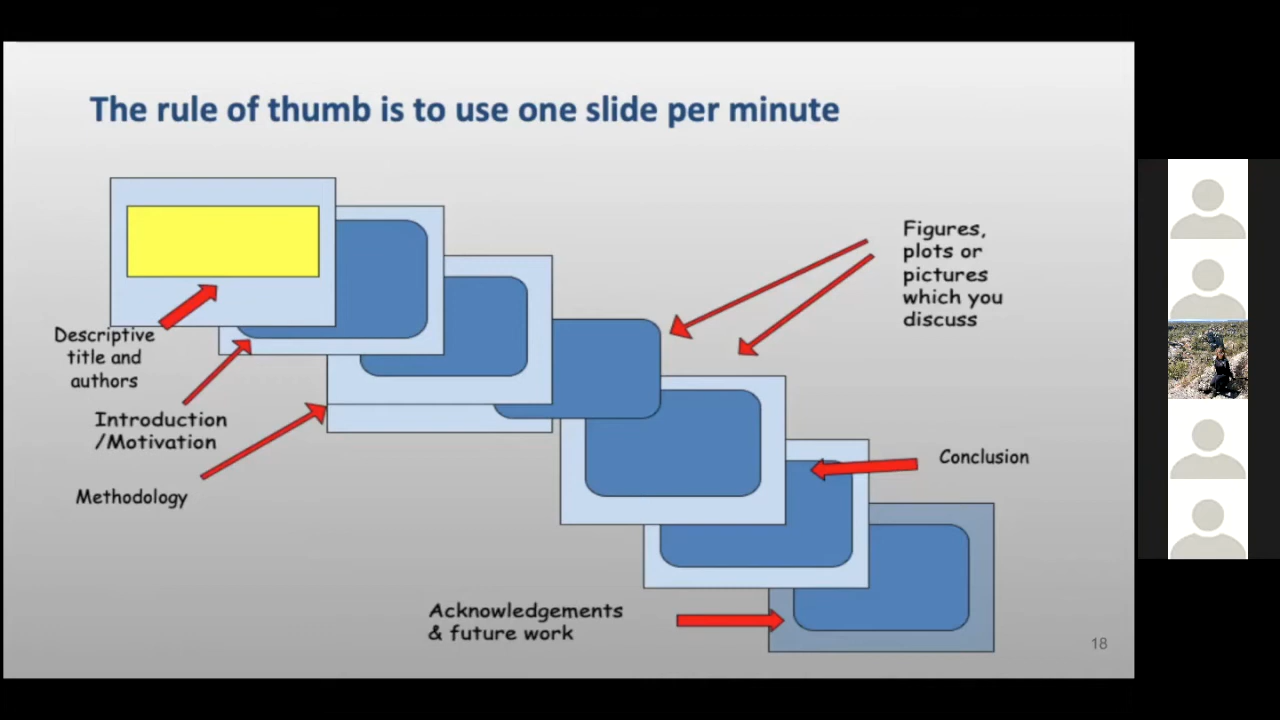 The rule of thumb is to use one slide per minute
Figures,
plots or
pictures
which you
discuss
Descriptive
title and
authors
Introduction
/Motivation
Methodology
Conclusion
Acknowledgements
& future work
18